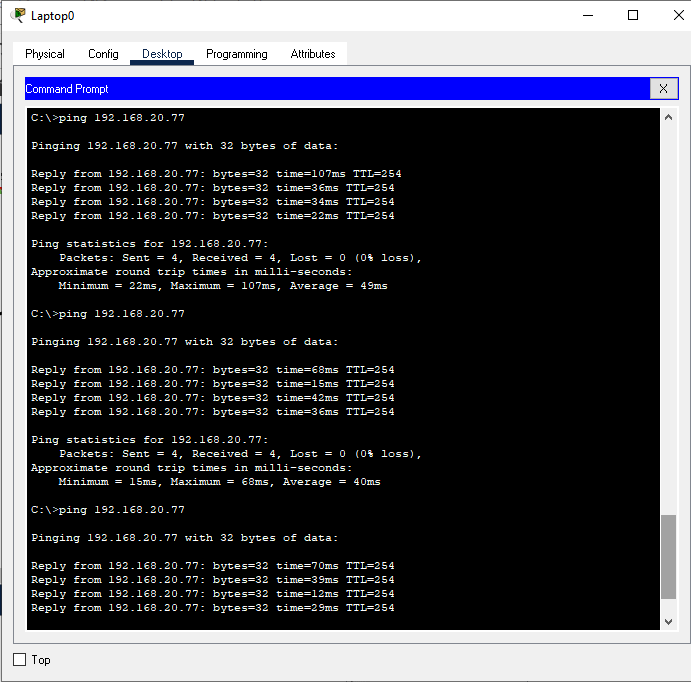 Laptop0
Physical Config Desktop Programming Attributes
Command Prompt X
C:\>ping 192.168.20.77
Pinging 192.168.20.77 with 32 bytes of data:
Reply from 192.168.20.77: bytes=32 time=107ms TTL=254
Reply from 192.168.20.77: bytes=32 time=36ms TTL=254
Reply from 192.168.20.77: bytes=32 time=34ms TTL=254
Reply from 192.168.20.77: bytes=32 time=22ms TTL=254
Ping statistics for 192.168.20.77:
    Packets: Sent = 4, Received = 4, Lost = 0 (0% loss),
Approximate round trip times in milli-seconds:
    Minimum = 22ms, Maximum = 107ms, Average = 49ms
C:\>ping 192.168.20.77
Pinging 192.168.20.77 with 32 bytes of data:
Reply from 192.168.20.77: bytes=32 time=68ms TTL=254
Reply from 192.168.20.77: bytes=32 time=15ms TTL=254
Reply from 192.168.20.77: bytes=32 time=42ms TTL=254
Reply from 192.168.20.77: bytes=32 time=36ms TTL=254
Ping statistics for 192.168.20.77:
    Packets: Sent = 4, Received = 4, Lost = 0 (0% loss),
Approximate round trip times in milli-seconds:
    Minimum = 15ms, Maximum = 68ms, Average = 40ms
C:\>ping 192.168.20.77
Pinging 192.168.20.77 with 32 bytes of data:
Reply from 192.168.20.77: bytes=32 time=70ms TTL=254
Reply from 192.168.20.77: bytes=32 time=39ms TTL=254
Reply from 192.168.20.77: bytes=32 time=12ms TTL=254
Reply from 192.168.20.77: bytes=32 time=29ms TTL=254
Top